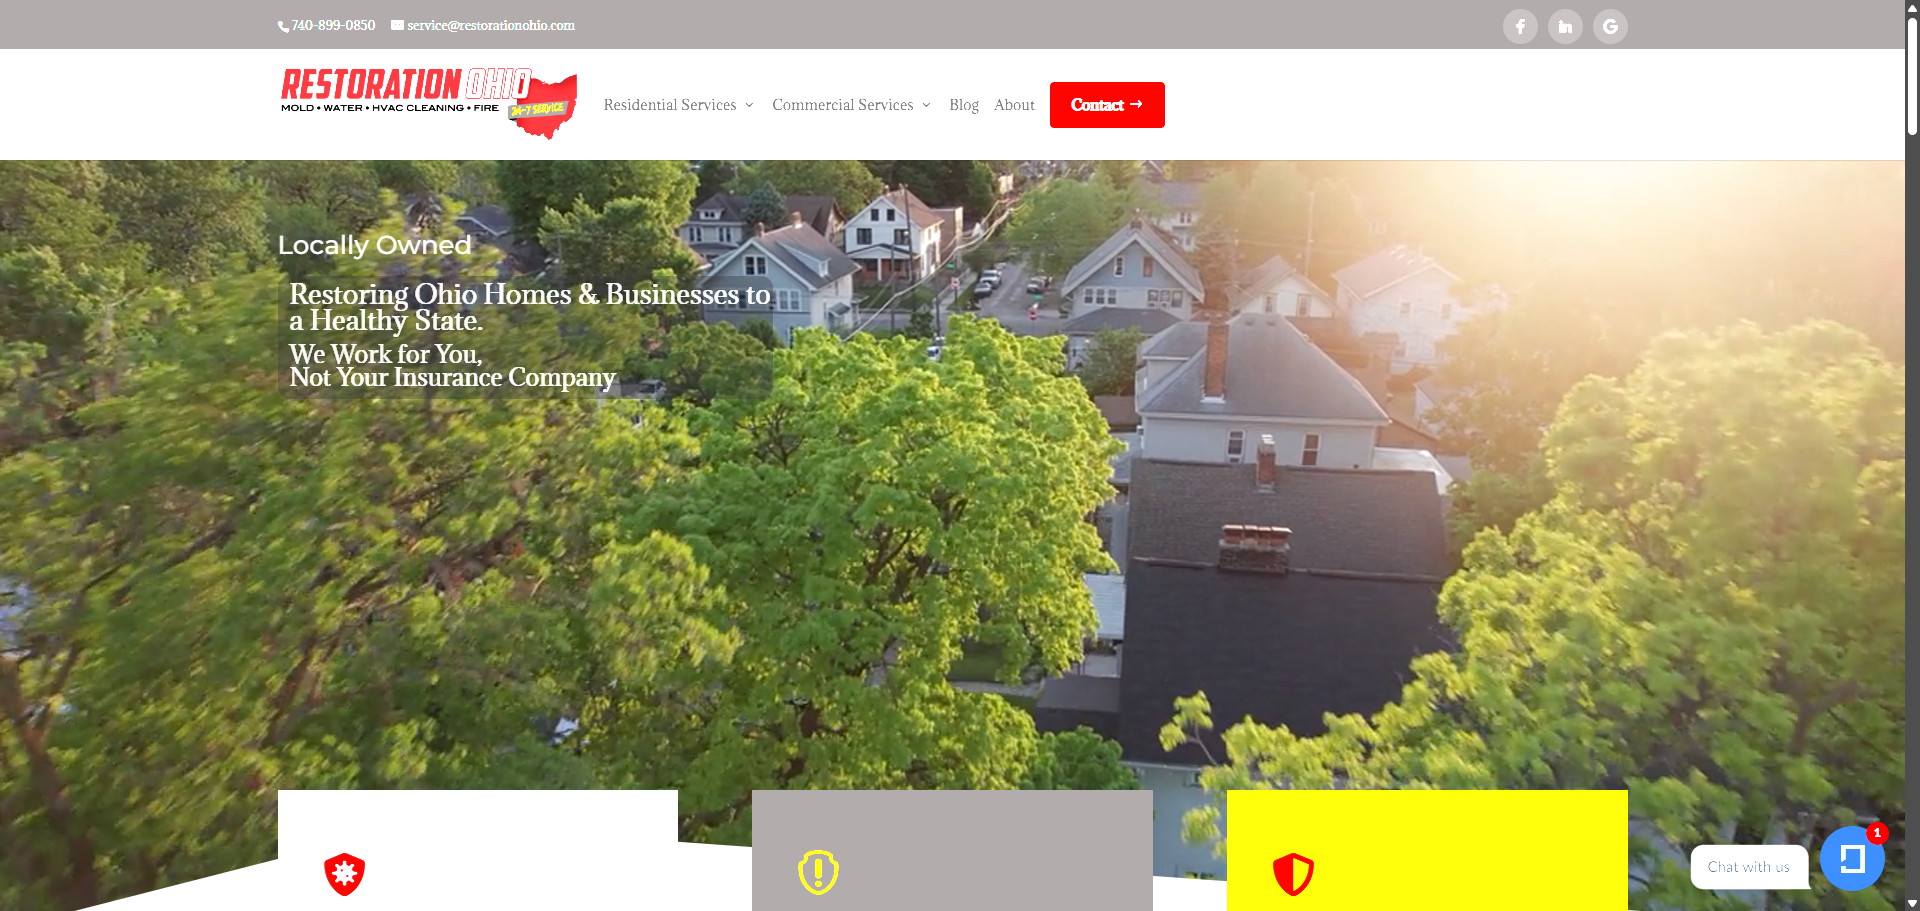 740-899-0850 service@restorationohio.com
RESTORATION OHIO
MOLD • WATER • HVAC CLEANING • FIRE
24-7 SERVICE
Residential Services Commercial Services Blog About Contact →
Locally Owned
Restoring Ohio Homes & Businesses to
a Healthy State.
We Work for You,
Not Your Insurance Company
1
Chat with us